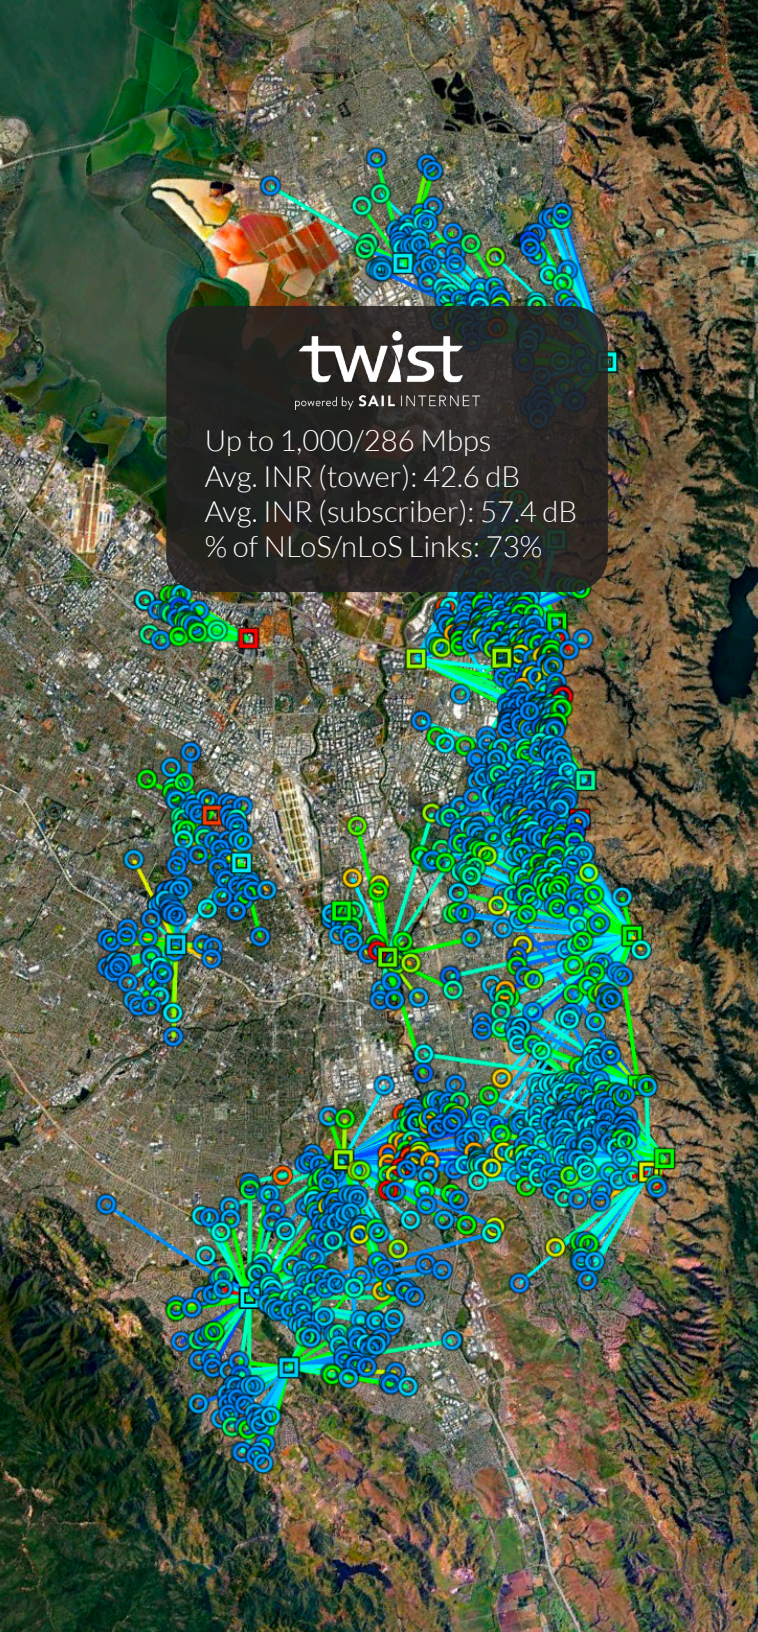 twist
powered by SAIL INTERNET
Up to 1,000/286 Mbps
Avg. INR (tower): 42.6 dB
Avg. INR (subscriber): 57.4 dB
% of NLoS/nLoS Links: 73%